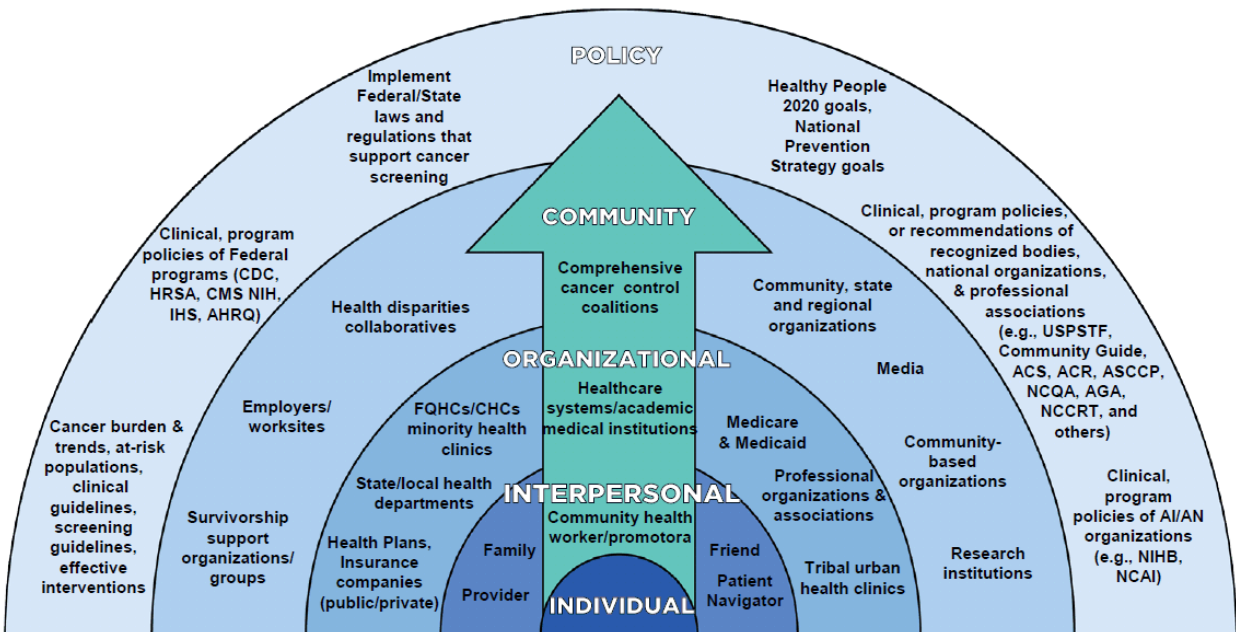 POLICY
Implement
Federal/State
laws and
regulations that
support cancer
screening
Healthy People
2020 goals,
National
Prevention
Strategy goals
Clinical, program
policies of Federal
programs (CDC,
HRSA, CMS NIH,
IHS, AHRQ)
Clinical, program policies,
or recommendations of
recognized bodies,
national organizations,
& professional
associations
(e.g., USPSTF,
Community Guide,
ACS, ACR, ASCCP,
NCQA, AGA,
NCCRT, and
others)
Cancer burden &
trends, at-risk
populations,
clinical
guidelines,
screening
guidelines,
effective
interventions
Clinical,
program
policies of AI/AN
organizations
(e.g., NIHB,
NCAI)
COMMUNITY
Comprehensive
cancer control
coalitions
Health disparities
collaboratives
Community, state
and regional
organizations
Employers/
worksites
Media
Survivorship
support
organizations/
groups
Community-
based
organizations
Research
institutions
ORGANIZATIONAL
Healthcare
systems/academic
medical institutions
FQHCs/CHCs
minority health
clinics
Medicare
& Medicaid
State/local health
departments
Professional
organizations &
associations
Health Plans,
Insurance
companies
(public/private)
Tribal urban
health clinics
INTERPERSONAL
Community health
worker/promotora
Family
Friend
Provider
Patient
Navigator
INDIVIDUAL